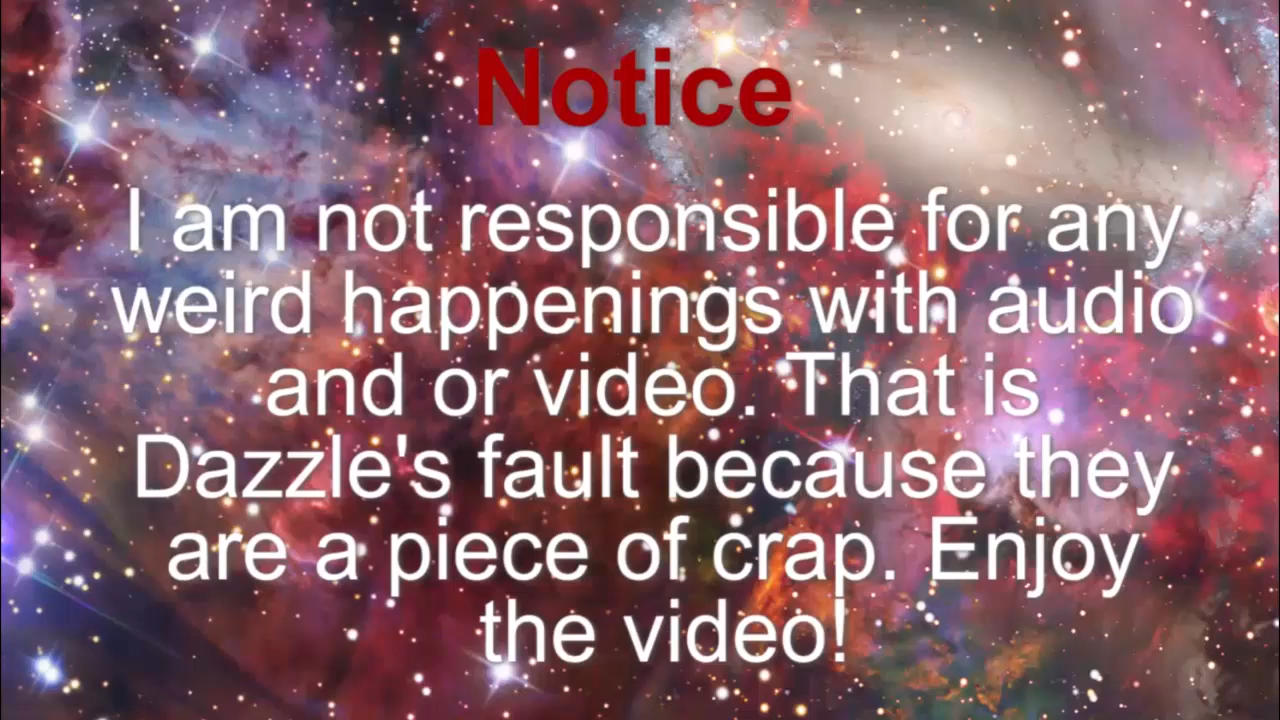 Notice
I am not responsible for any
weird happenings with audio
and or video. That is
Dazzle's fault because they
are a piece of crap. Enjoy
the video!